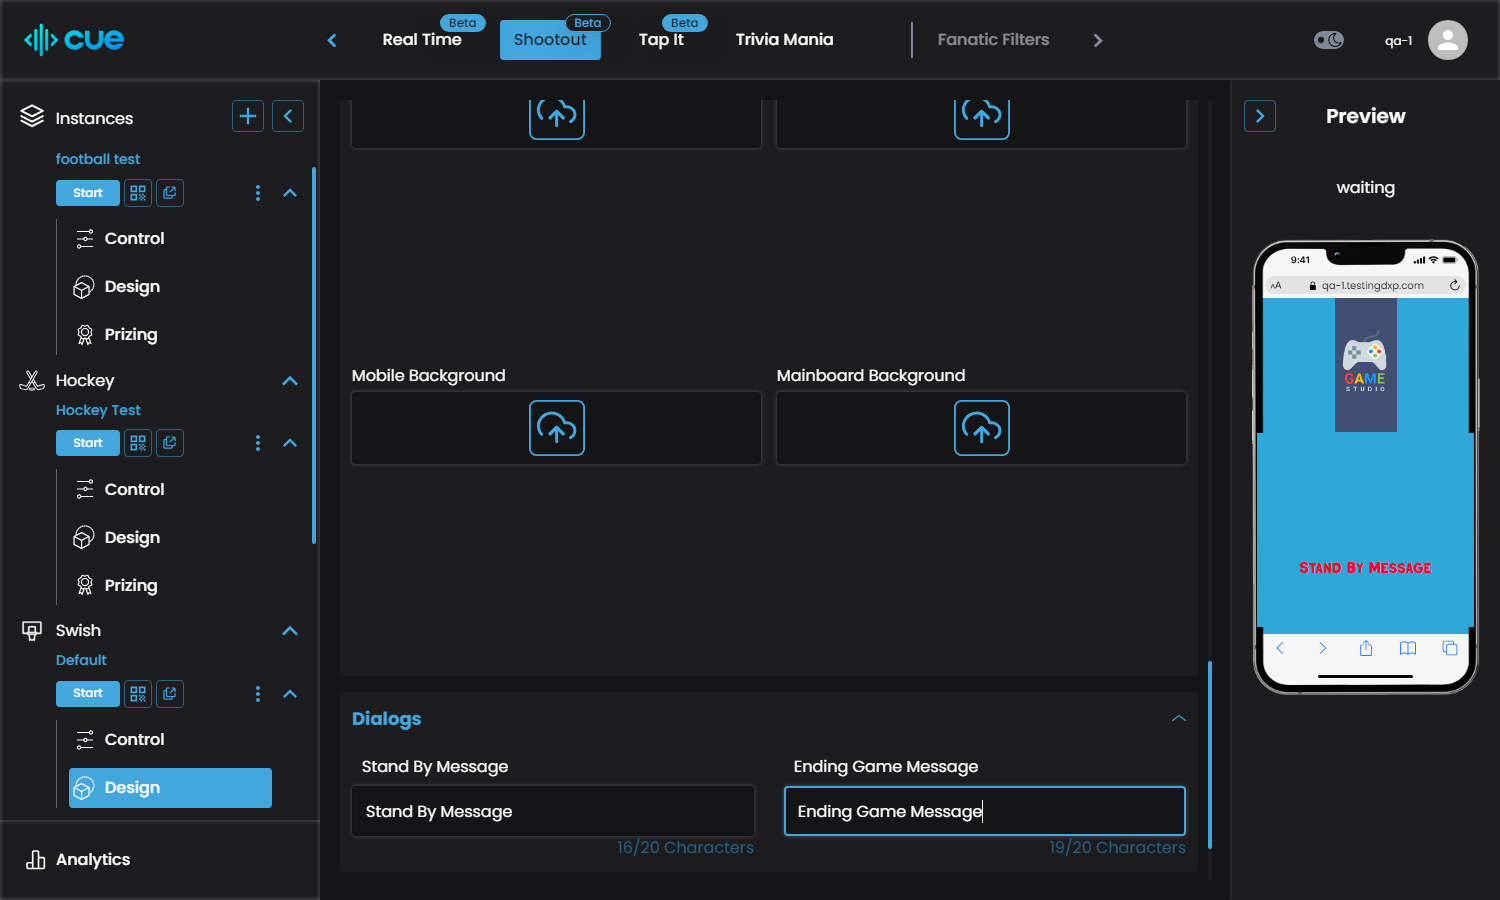 cue
Real Time
Beta
Shootout
Beta
Tap It
Beta
Trivia Mania
Fanatic Filters
qa-1
Instances
football test
Start
Control
Design
Prizing
Hockey
Hockey Test
Start
Control
Design
Prizing
Swish
Default
Start
Control
Design
Analytics
Mobile Background
Mainboard Background
Dialogs
Stand By Message
Ending Game Message
Stand By Message
Ending Game Message
16/20 Characters
19/20 Characters
Preview
waiting
9:41
AA
qa-1.testingdxp.com
GAME
STUDIO
Stand By Message